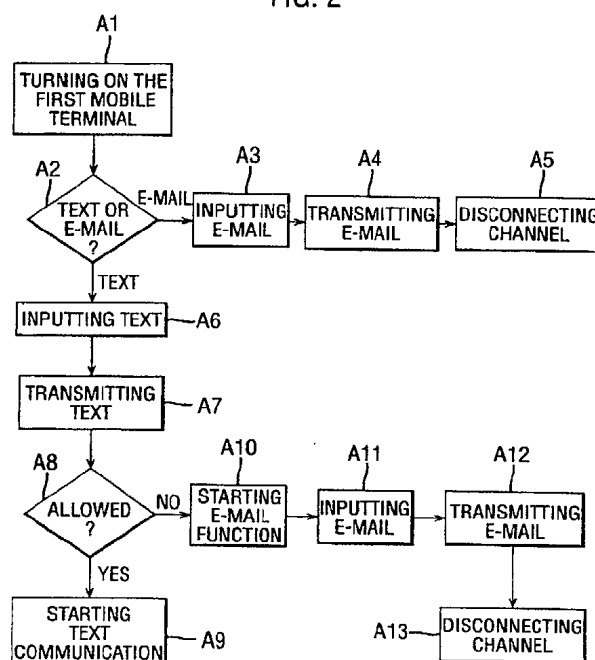 FIG. 2
A1
TURNING ON THE
FIRST MOBILE
TERMINAL
A2
TEXT OR
E-MAIL
?
E-MAIL
A3
INPUTTING
E-MAIL
A4
TRANSMITTING
E-MAIL
A5
DISCONNECTING
CHANNEL
TEXT
INPUTTING TEXT
A6
TRANSMITTING
TEXT
A7
A8
ALLOWED
?
NO
A10
STARTING
E-MAIL
FUNCTION
A11
INPUTTING
E-MAIL
A12
TRANSMITTING
E-MAIL
YES
STARTING
TEXT
COMMUNICATION
A9
A13
DISCONNECTING
CHANNEL